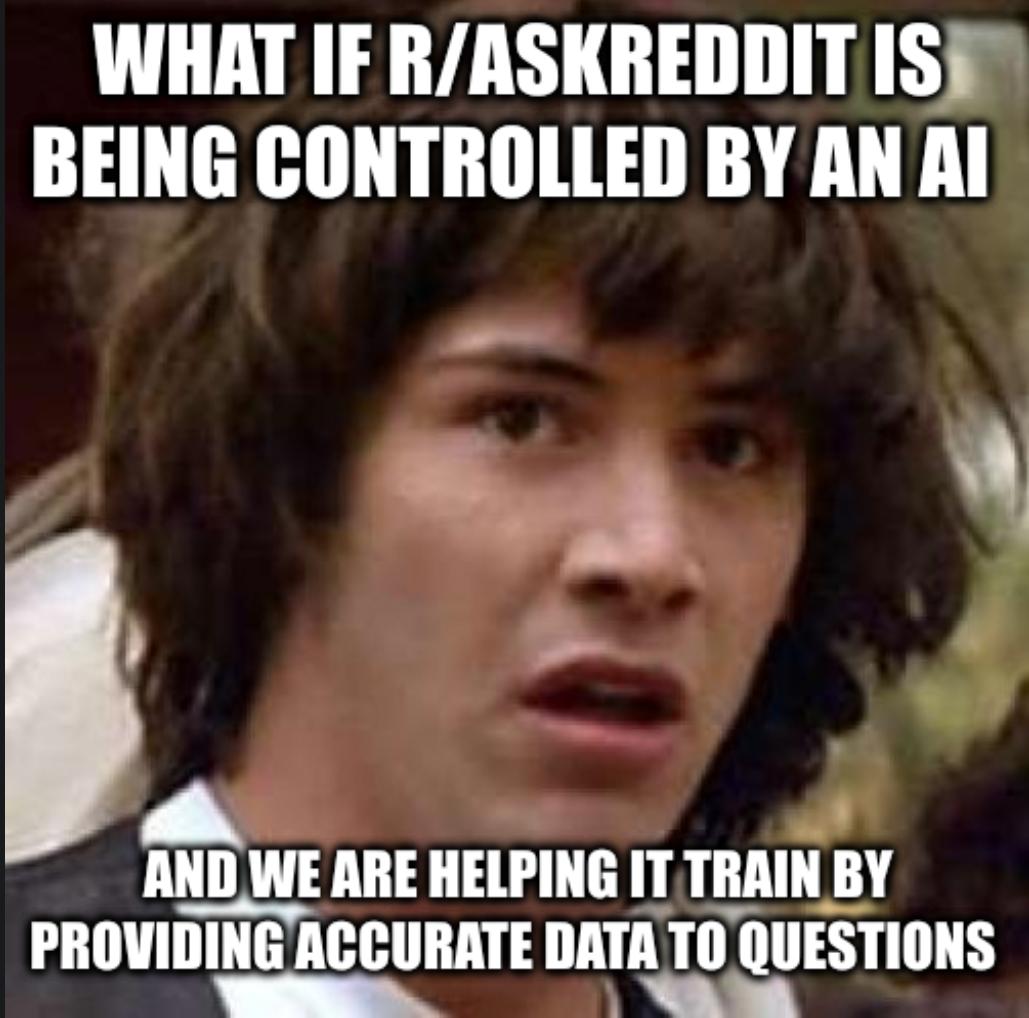 WHAT IF R/ASKREDDIT IS
BEING CONTROLLED BY AN AI
AND WE ARE HELPING IT TRAIN BY
PROVIDING ACCURATE DATA TO QUESTIONS